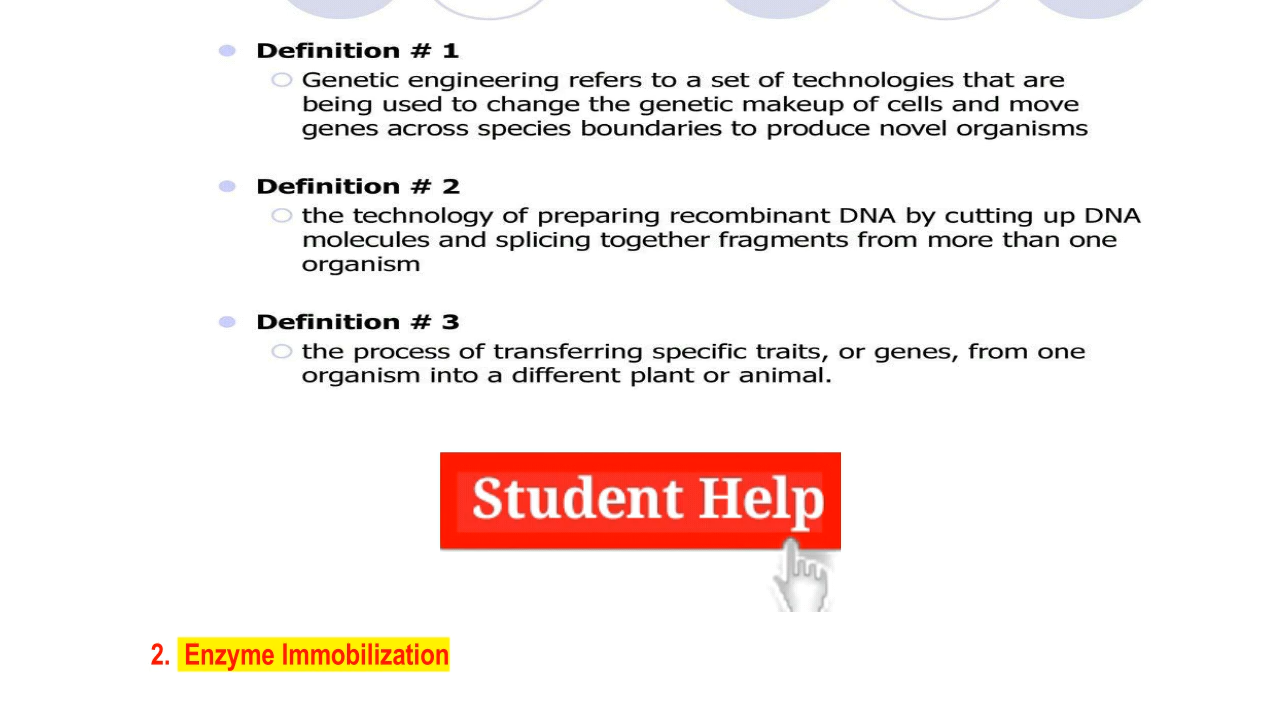 Definition # 1
Genetic engineering refers to a set of technologies that are
being used to change the genetic makeup of cells and move
genes across species boundaries to produce novel organisms
Definition # 2
the technology of preparing recombinant DNA by cutting up DNA
molecules and splicing together fragments from more than one
organism
Definition # 3
the process of transferring specific traits, or genes, from one
organism into a different plant or animal.
Student Help
2. Enzyme Immobilization